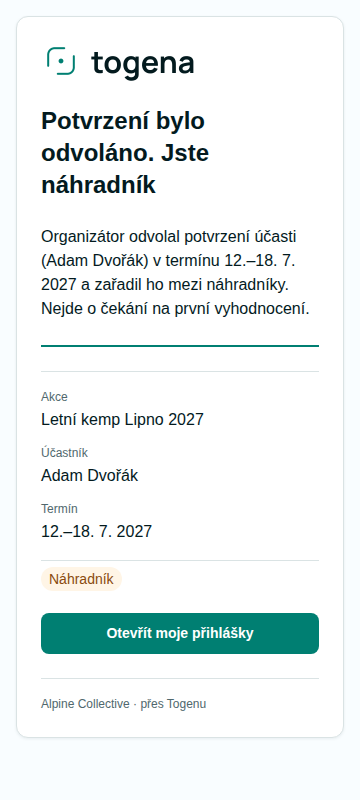 togena
Potvrzení bylo
odvoláno. Jste
náhradník
Organizátor odvolal potvrzení účasti
(Adam Dvořák) v termínu 12.–18. 7.
2027 a zařadil ho mezi náhradníky.
Nejde o čekání na první vyhodnocení.
Akce
Letní kemp Lipno 2027
Účastník
Adam Dvořák
Termín
12.–18. 7. 2027
Náhradník
Otevřít moje přihlášky
Alpine Collective · přes Togenu